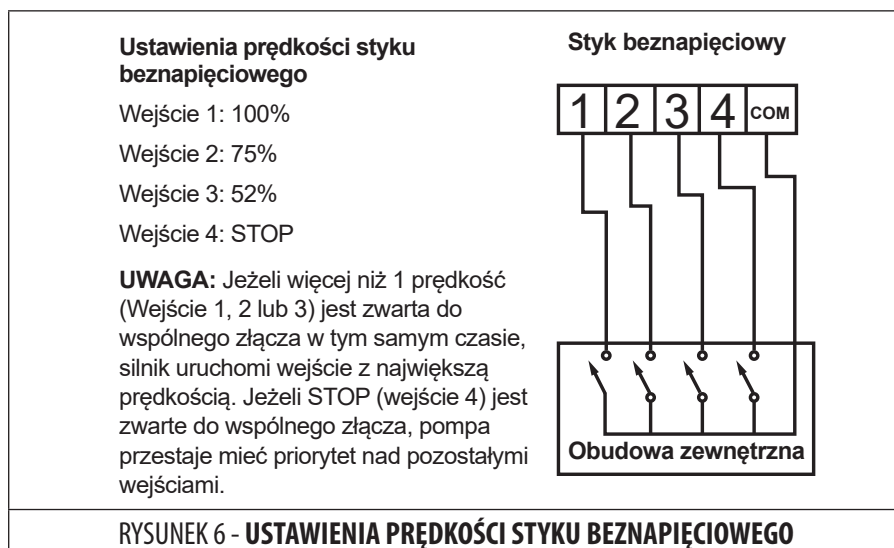 Ustawienia prędkości styku
beznapięciowego
Wejście 1: 100%
Wejście 2: 75%
Wejście 3: 52%
Wejście 4: STOP
UWAGA: Jeżeli więcej niż 1 prędkość
(Wejście 1, 2 lub 3) jest zwarta do
wspólnego złącza w tym samym czasie,
silnik uruchomi wejście z największą
prędkością. Jeżeli STOP (wejście 4) jest
zwarte do wspólnego złącza, pompa
przestaje mieć priorytet nad pozostałymi
wejściami.
Styk beznapięciowy
1 2 3 4 COM
Obudowa zewnętrzna
RYSUNEK 6 - USTAWIENIA PRĘDKOŚCI STYKU BEZNAPIĘCIOWEGO